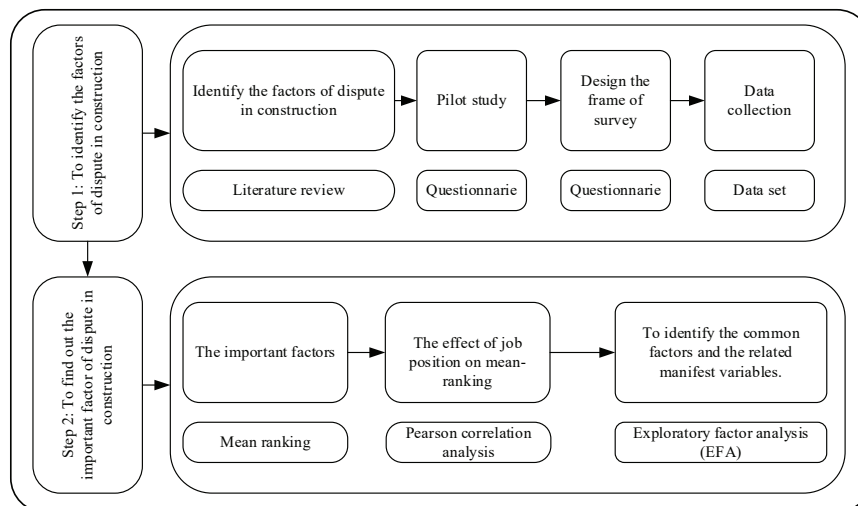 Step 1: To identify the factors
of dispute in construction
Identify the factors of dispute
in construction
Pilot study
Design the
frame of
survey
Data
collection
Literature review
Questionnarie
Questionnarie
Data set
Step 2: To find out the
important factor of dispute in
construction
The important factors
The effect of job
position on mean-
ranking
To identify the common
factors and the related
manifest variables.
Mean ranking
Pearson correlation
analysis
Exploratory factor analysis
(EFA)